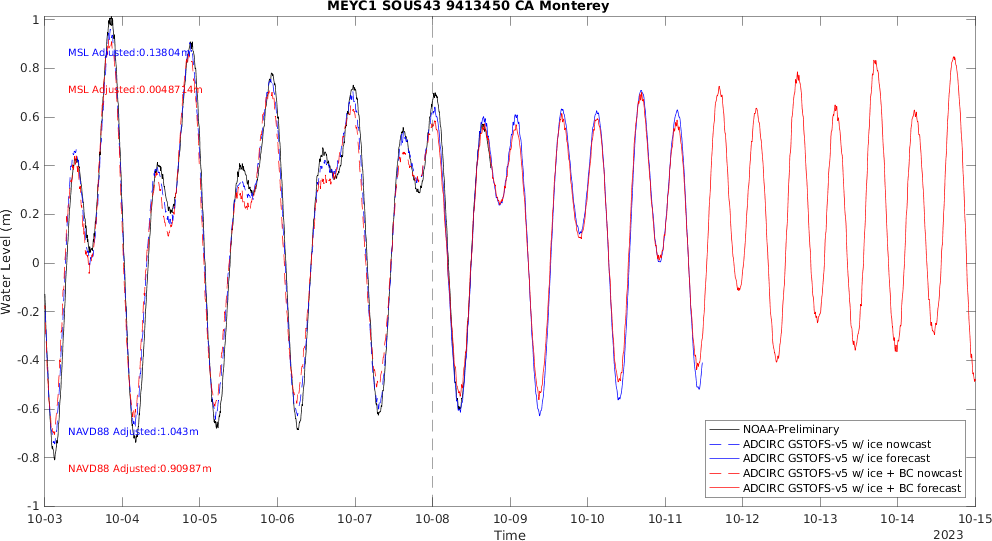 MEYC1 SOUS43 9413450 CA Monterey
MSL Adjusted:0.13804m
MSL Adjusted:0.0048714m
NAVD88 Adjusted:1.043m
NAVD88 Adjusted:0.90987m
Water Level (m)
1
0.8
0.6
0.4
0.2
0
-0.2
-0.4
-0.6
-0.8
-1
NOAA-Preliminary
ADCIRC GSTOFS-v5 w/ ice nowcast
ADCIRC GSTOFS-v5 w/ ice forecast
ADCIRC GSTOFS-v5 w/ ice + BC nowcast
ADCIRC GSTOFS-v5 w/ ice + BC forecast
10-03 10-04 10-05 10-06 10-07 10-08 10-09 10-10 10-11 10-12 10-13 10-14 10-15
Time
2023